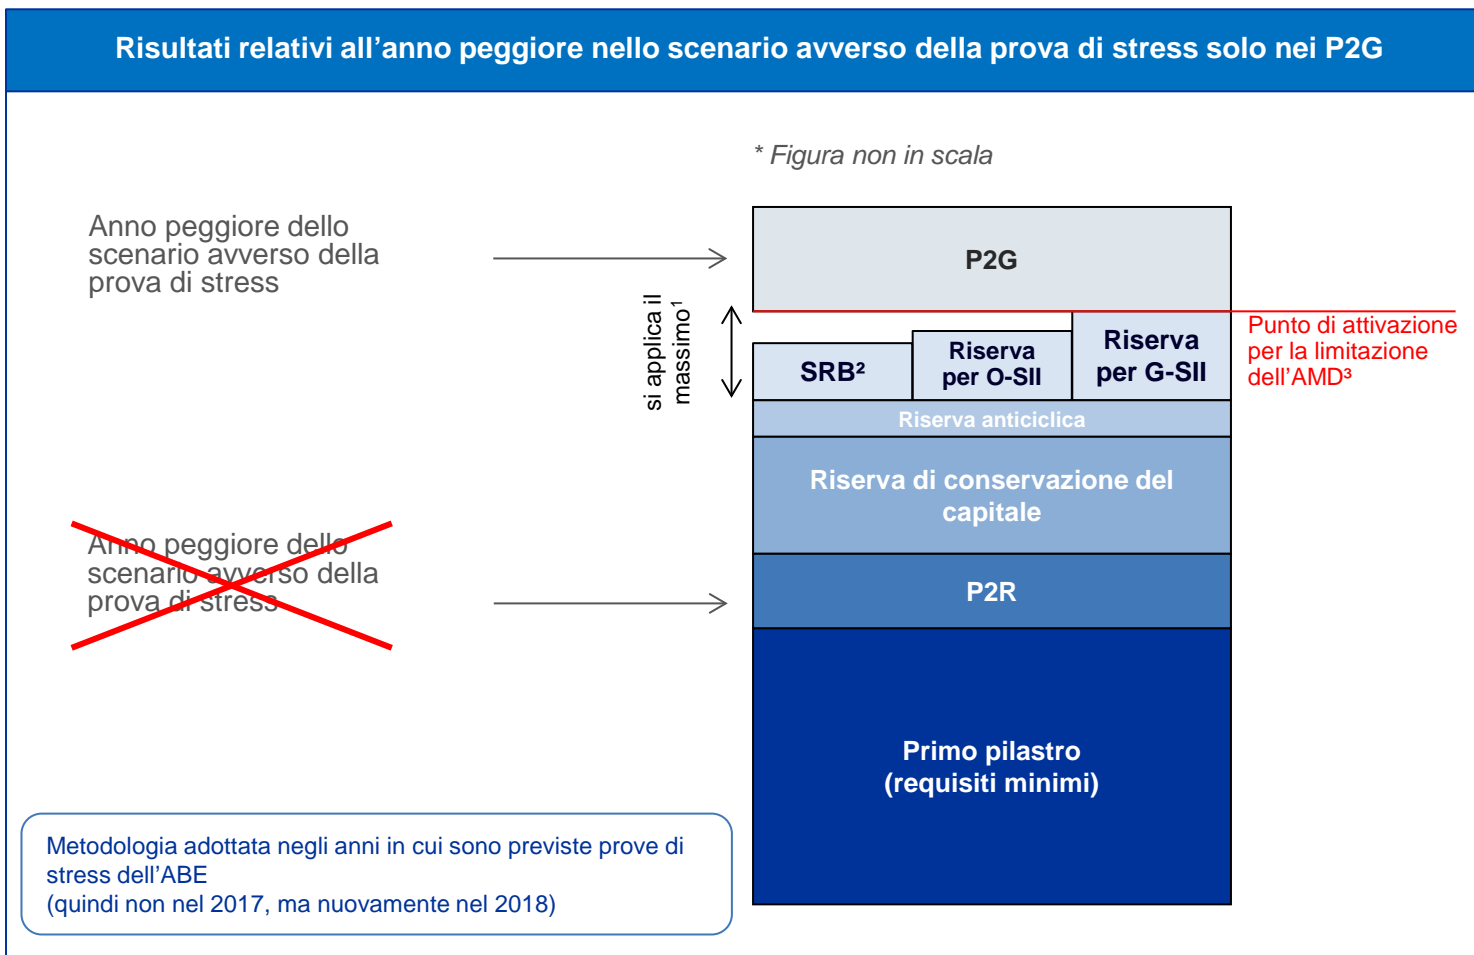 Risultati relativi all’anno peggiore nello scenario avverso della prova di stress solo nei P2G
* Figura non in scala
Anno peggiore dello
scenario avverso della
prova di stress
P2G
si applica il
massimo¹
SRB²
Riserva
per O-SII
Riserva
per G-SII
Punto di attivazione
per la limitazione
dell’AMD³
Riserva anticiclica
Riserva di conservazione del
capitale
Anno peggiore dello
scenario avverso della
prova di stress
P2R
Primo pilastro
(requisiti minimi)
Metodologia adottata negli anni in cui sono previste prove di
stress dell’ABE
(quindi non nel 2017, ma nuovamente nel 2018)